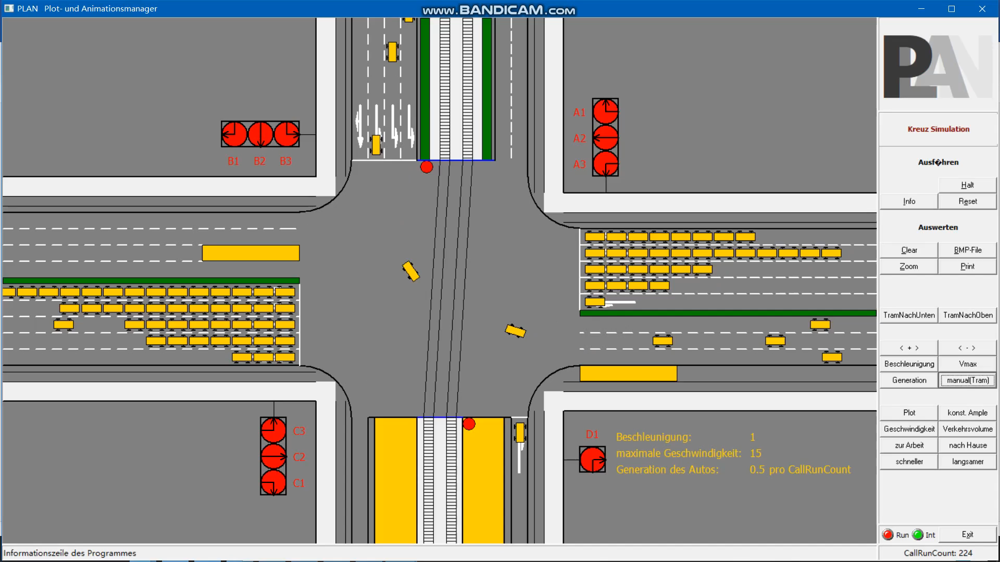 PLAN Plot- und Animationsmanager
www.BANDICAM.com
PLAN
Kreuz Simulation
Ausf�hren
Halt
Info
Reset
Auswerten
Clear
BMP-File
Zoom
Print
TramNachUnten
TramNachOben
< + >
< - >
Beschleunigung
Vmax
Generation
manual(Tram)
Plot
konst. Ample
Geschwindigkeit
Verkehrsvolume
zur Arbeit
nach Hause
schneller
langsamer
Run
Int
Exit
A1
A2
A3
B1 B2 B3
C3
C2
C1
D1
Beschleunigung: 1
maximale Geschwindigkeit: 15
Generation des Autos: 0.5 pro CallRunCount
Informationszeile des Programmes
CallRunCount: 224